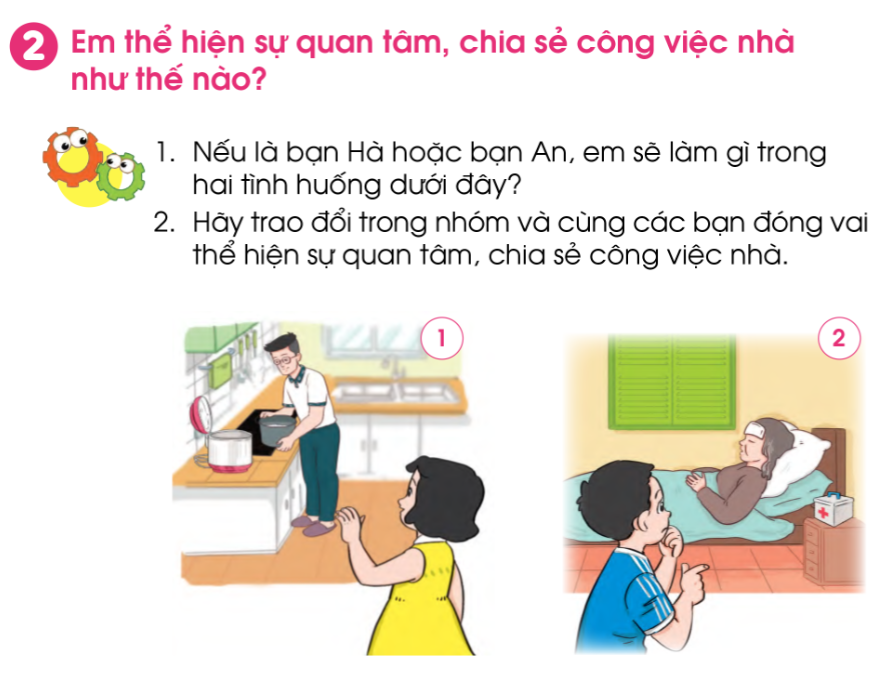 2 Em thể hiện sự quan tâm, chia sẻ công việc nhà
như thế nào?
1. Nếu là bạn Hà hoặc bạn An, em sẽ làm gì trong
hai tình huống dưới đây?
2. Hãy trao đổi trong nhóm và cùng các bạn đóng vai
thể hiện sự quan tâm, chia sẻ công việc nhà.
1
2